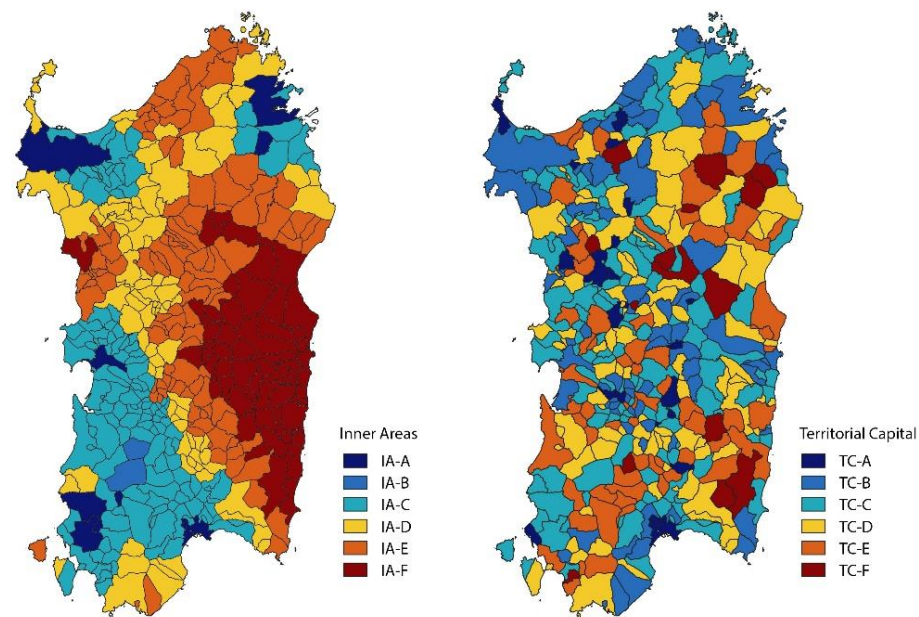 Inner Areas
IA-A
IA-B
IA-C
IA-D
IA-E
IA-F
Territorial Capital
TC-A
TC-B
TC-C
TC-D
TC-E
TC-F